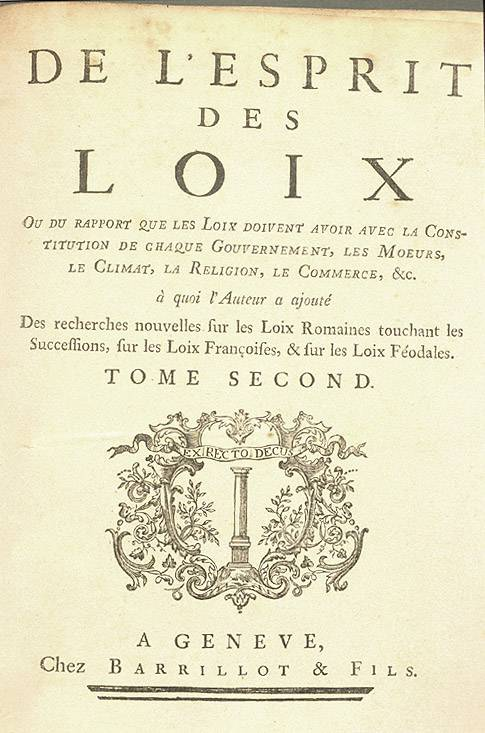 DE L'ESPRIT
DES
LOIX
OU DU RAPPORT QUE LES LOIX DOIVENT AVOIR AVEC LA CONS-
TITUTION DE CHAQUE GOUVERNEMENT, LES MOEURS,
LE CLIMAT, LA RELIGION, LE COMMERCE, &c.
à quoi l'Auteur a ajouté
Des recherches nouvelles ſur les Loix Romaines touchant les
Succeſſions, ſur les Loix Françoiſes, & ſur les Loix Féodales.
TOME SECOND.
EX RECTO DECUS
A GENEVE,
Chez BARRILLOT & FILS.